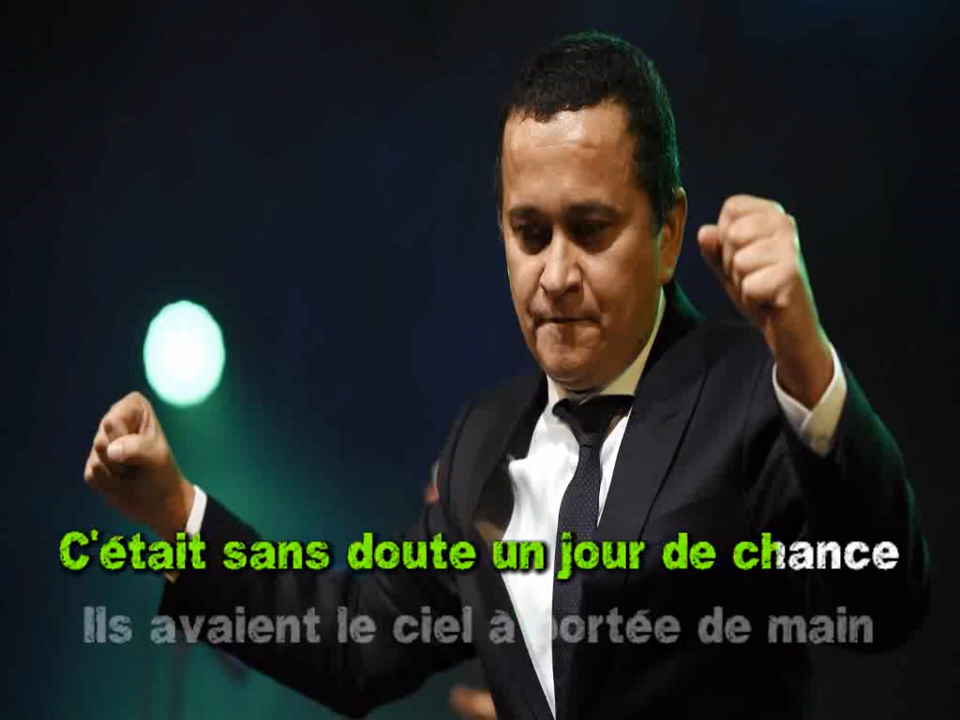 C'était sans doute un jour de chance
Ils avaient le ciel à portée de main